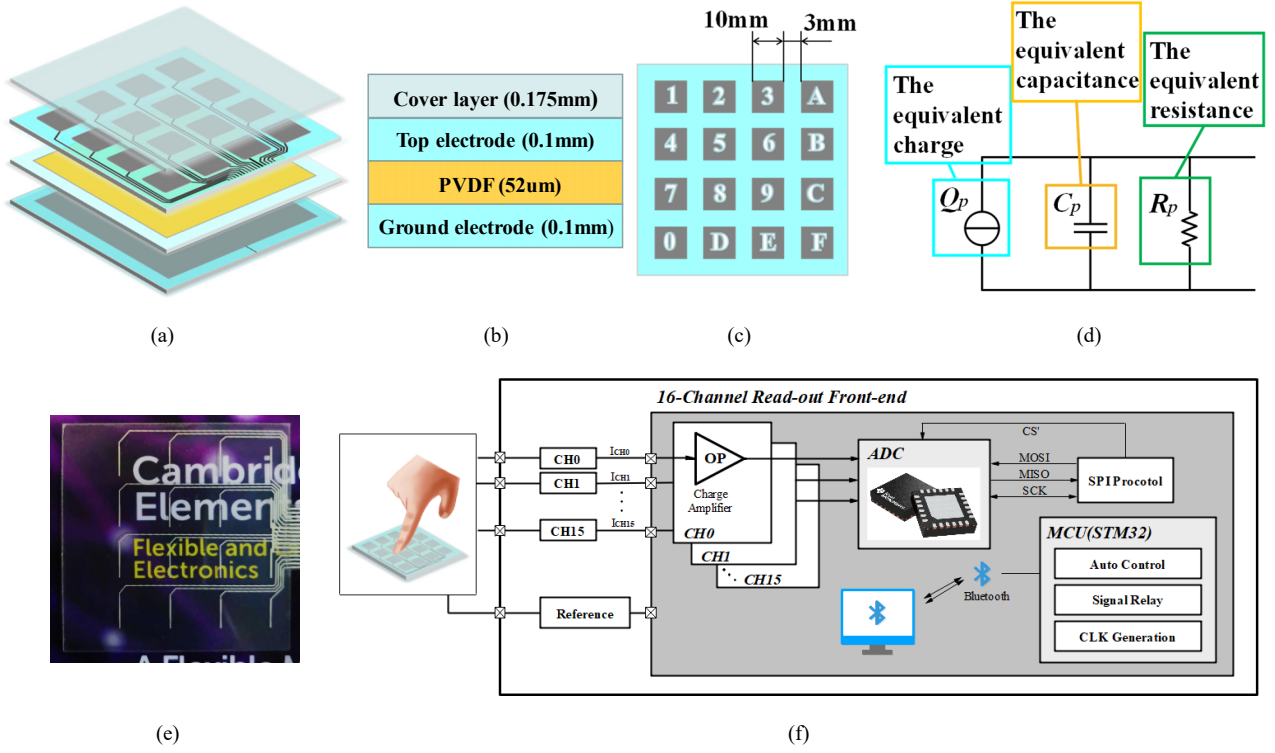 10mm
3mm
Cover layer (0.175mm)
Top electrode (0.1mm)
PVDF (52um)
Ground electrode (0.1mm)
1 2 3 A
4 5 6 B
7 8 9 C
0 D E F
The
equivalent
charge
The
equivalent
capacitance
The
equivalent
resistance
Qp
Cp
Rp
(a)
(b)
(c)
(d)
Cambrid
Element
Flexible and
Electronics
(e)
16-Channel Read-out Front-end
CH0
ICH0
CH1
ICH1
CH15
ICH15
Reference
OP
Charge
Amplifier
CH0
CH1
CH15
ADC
CS'
MOSI
MISO
SCK
SPI Procotol
MCU(STM32)
Auto Control
Signal Relay
CLK Generation
Bluetooth
(f)